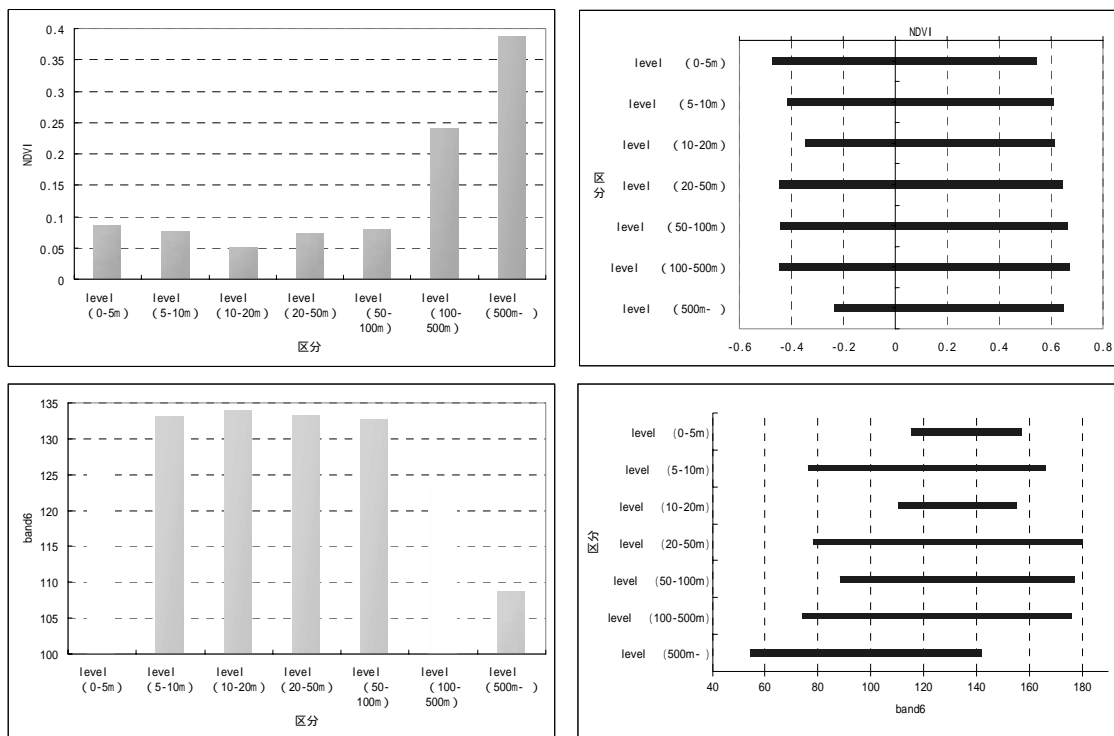 0.4
0.35
0.3
0.25
0.2
0.15
0.1
0.05
0
NDVI
level level level level level level level
(0-5m) (5-10m) (10-20m) (20-50m) (50- (100- (500m- )
100m) 500m)
区分
NDVI
level (0-5m)
level (5-10m)
level (10-20m)
level (20-50m)
level (50-100m)
level (100-500m)
level (500m- )
区分
-0.6 -0.4 -0.2 0 0.2 0.4 0.6 0.8
135
130
125
120
115
110
105
100
band6
level level level level level level level
(0-5m) (5-10m) (10-20m) (20-50m) (50- (100- (500m- )
100m) 500m)
区分
level (0-5m)
level (5-10m)
level (10-20m)
level (20-50m)
level (50-100m)
level (100-500m)
level (500m- )
区分
40 60 80 100 120 140 160 180
band6